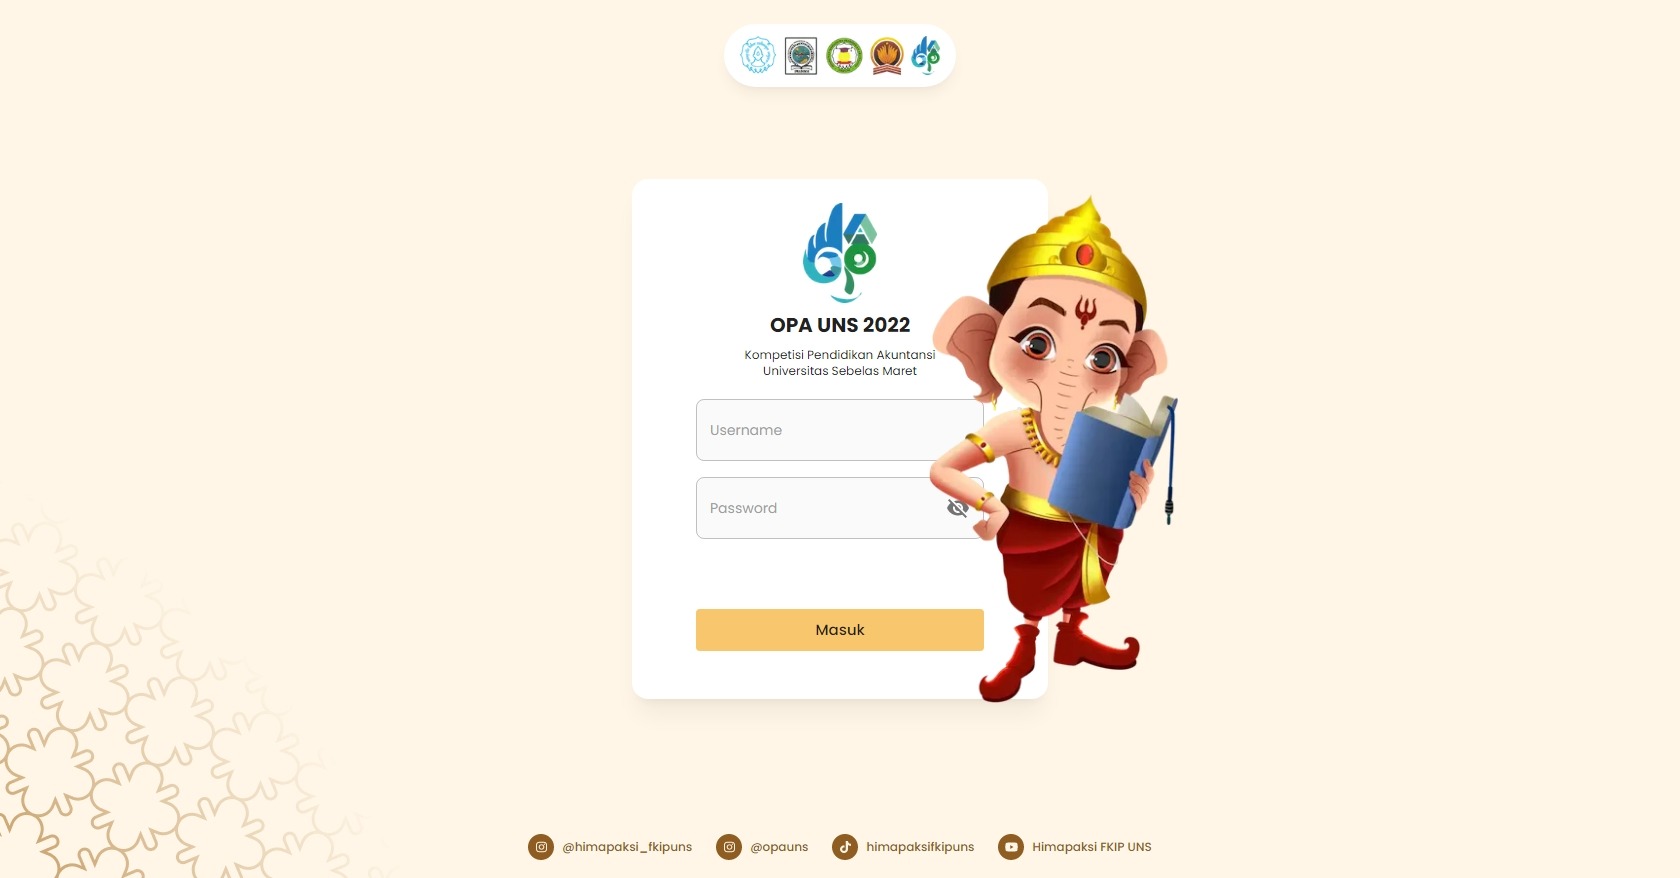 OPA UNS 2022
Kompetisi Pendidikan Akuntansi
Universitas Sebelas Maret
Username
Password
Masuk
@himapaksi_fkipuns
@opauns
himapaksifkipuns
Himapaksi FKIP UNS